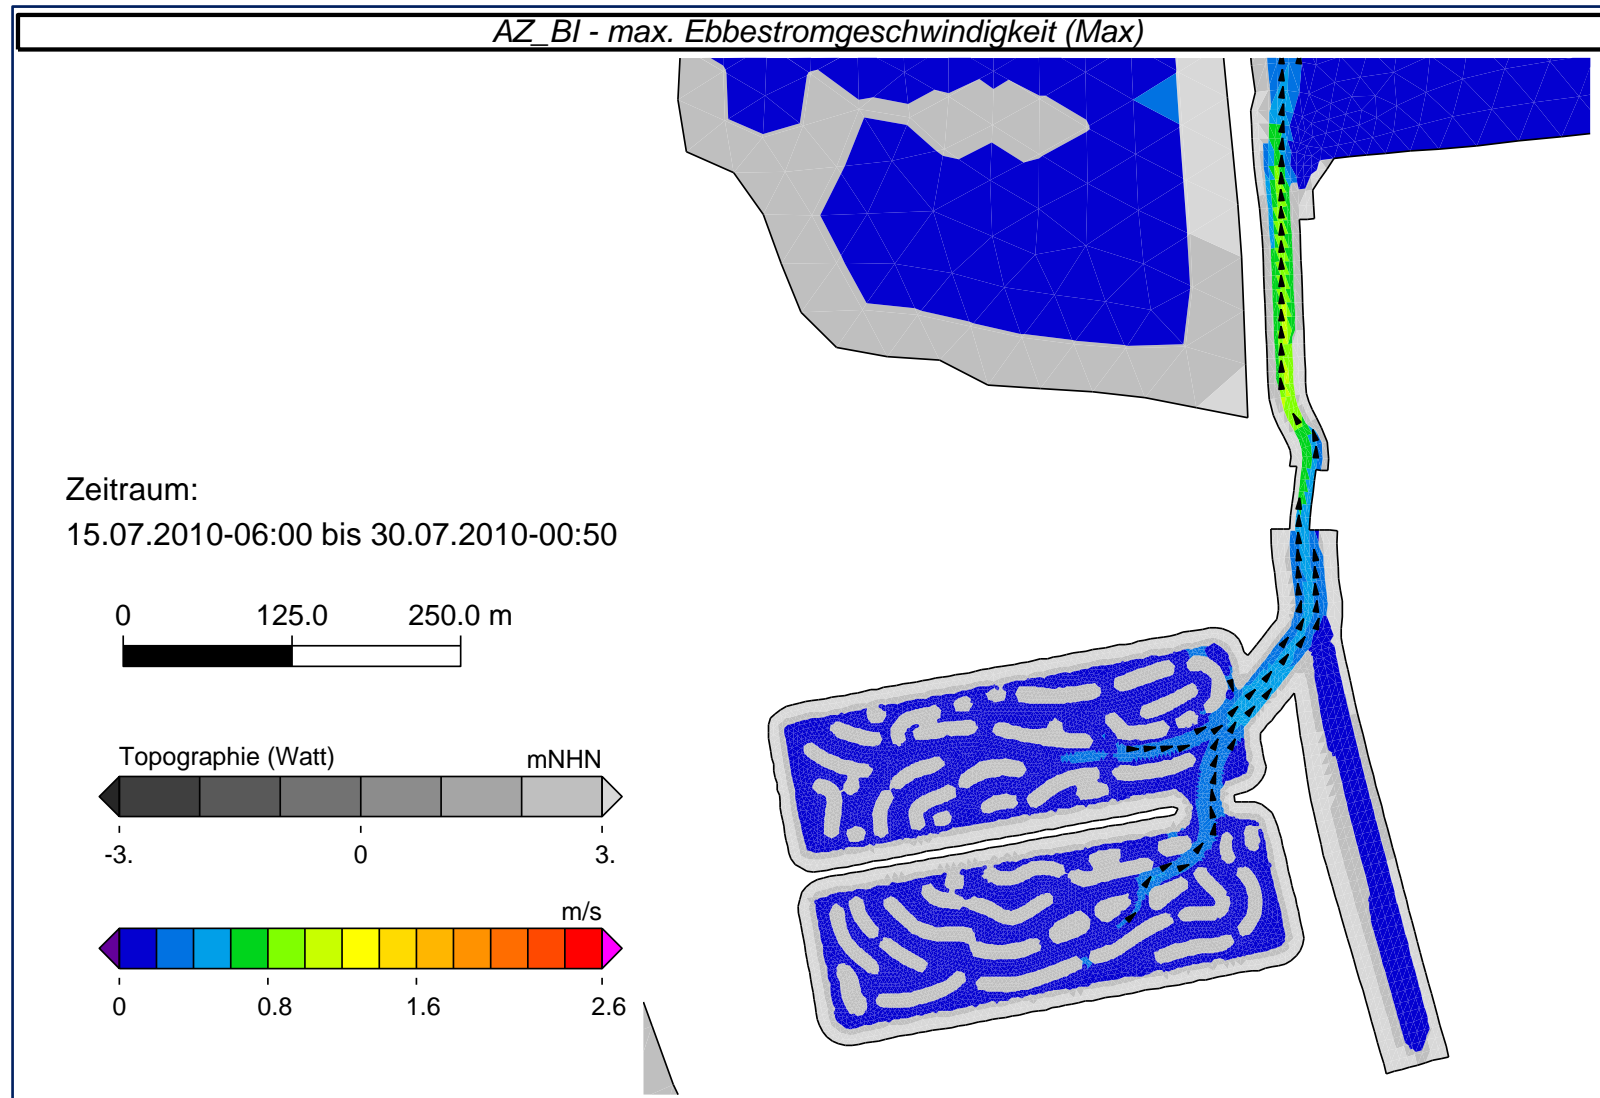 AZ_BI - max. Ebbestromgeschwindigkeit (Max)
Zeitraum:
15.07.2010-06:00 bis 30.07.2010-00:50
0 125.0 250.0 m
Topographie (Watt) mNHN
-3. 0 3.
m/s
0 0.8 1.6 2.6